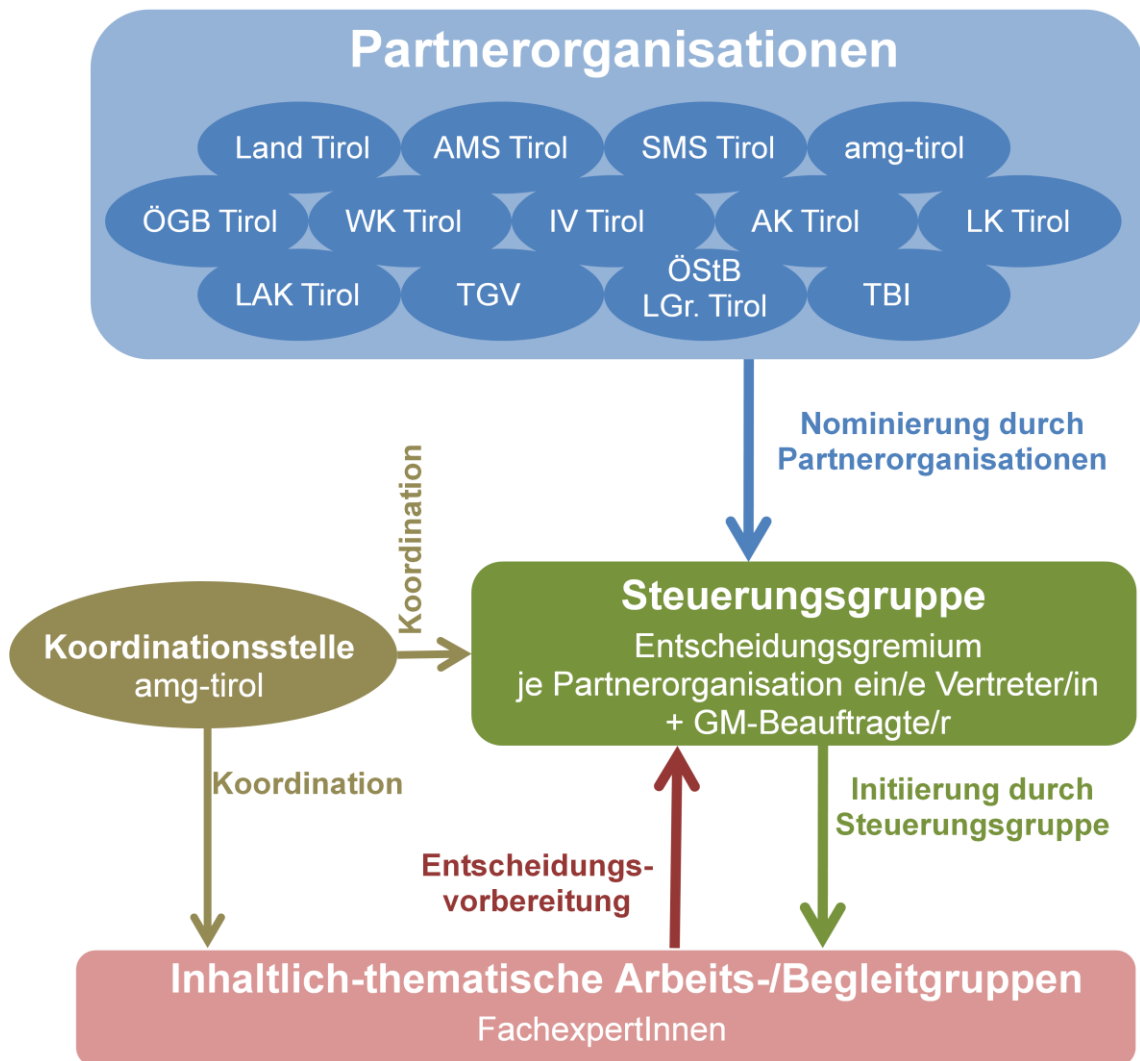 Partnerorganisationen
Land Tirol
AMS Tirol
SMS Tirol
amg-tirol
ÖGB Tirol
WK Tirol
IV Tirol
AK Tirol
LK Tirol
LAK Tirol
TGV
ÖStB
LGr. Tirol
TBI
Nominierung durch
Partnerorganisationen
Koordination
Steuerungsgruppe
Entscheidungsgremium
je Partnerorganisation ein/e Vertreter/in
+ GM-Beauftragte/r
Koordinationsstelle
amg-tirol
Koordination
Initiierung durch
Steuerungsgruppe
Entscheidungs-
vorbereitung
Inhaltlich-thematische Arbeits-/Begleitgruppen
FachexpertInnen